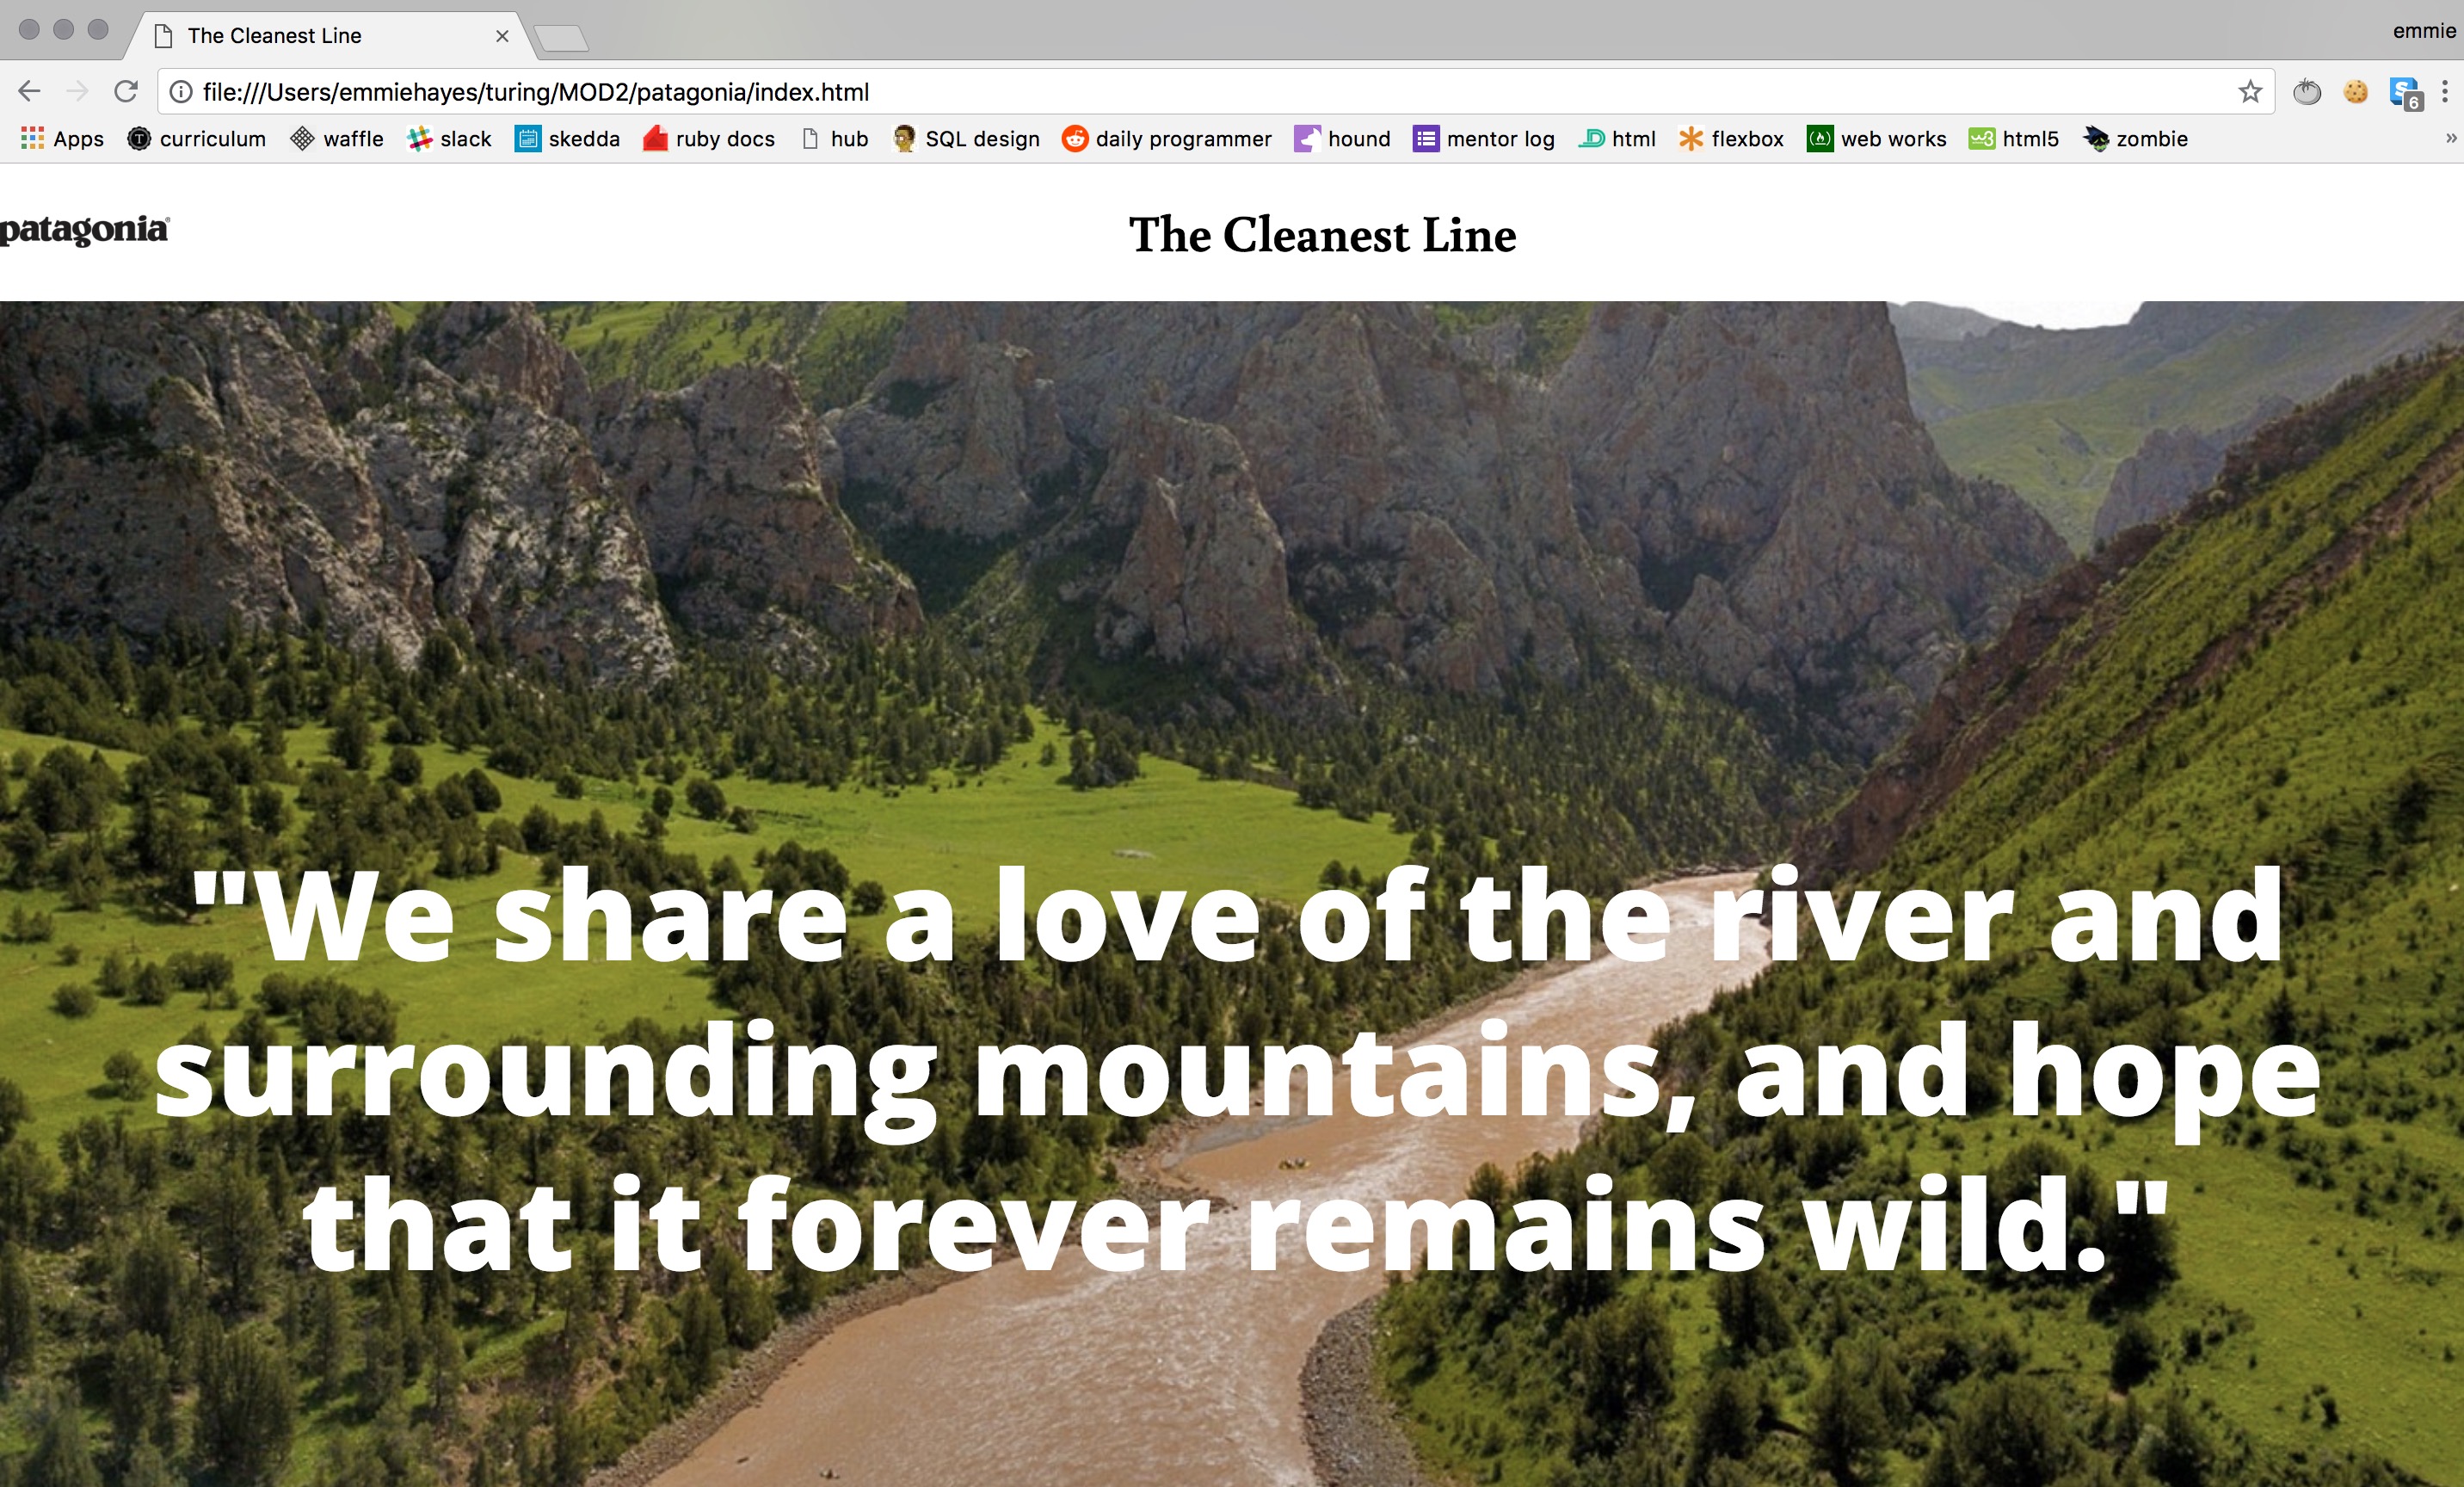 The Cleanest Line
emmie
file:///Users/emmiehayes/turing/MOD2/patagonia/index.html
6
Apps curriculum waffle slack skedda ruby docs hub SQL design daily programmer hound mentor log html flexbox web works html5 zombie »
patagonia® The Cleanest Line
"We share a love of the river and
surrounding mountains, and hope
that it forever remains wild."